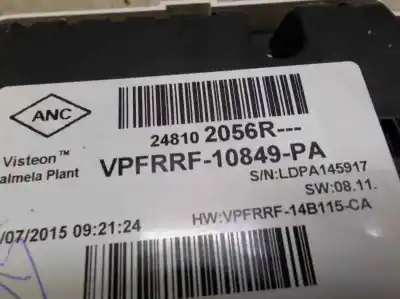 ANC
24810 2056R---
Visteon™
almela Plant
VPFRRF-10849-PA
S/N:LDPA145917
SW:08.11.
/07/2015 09:21:24
HW:VPFRRF-14B115-CA